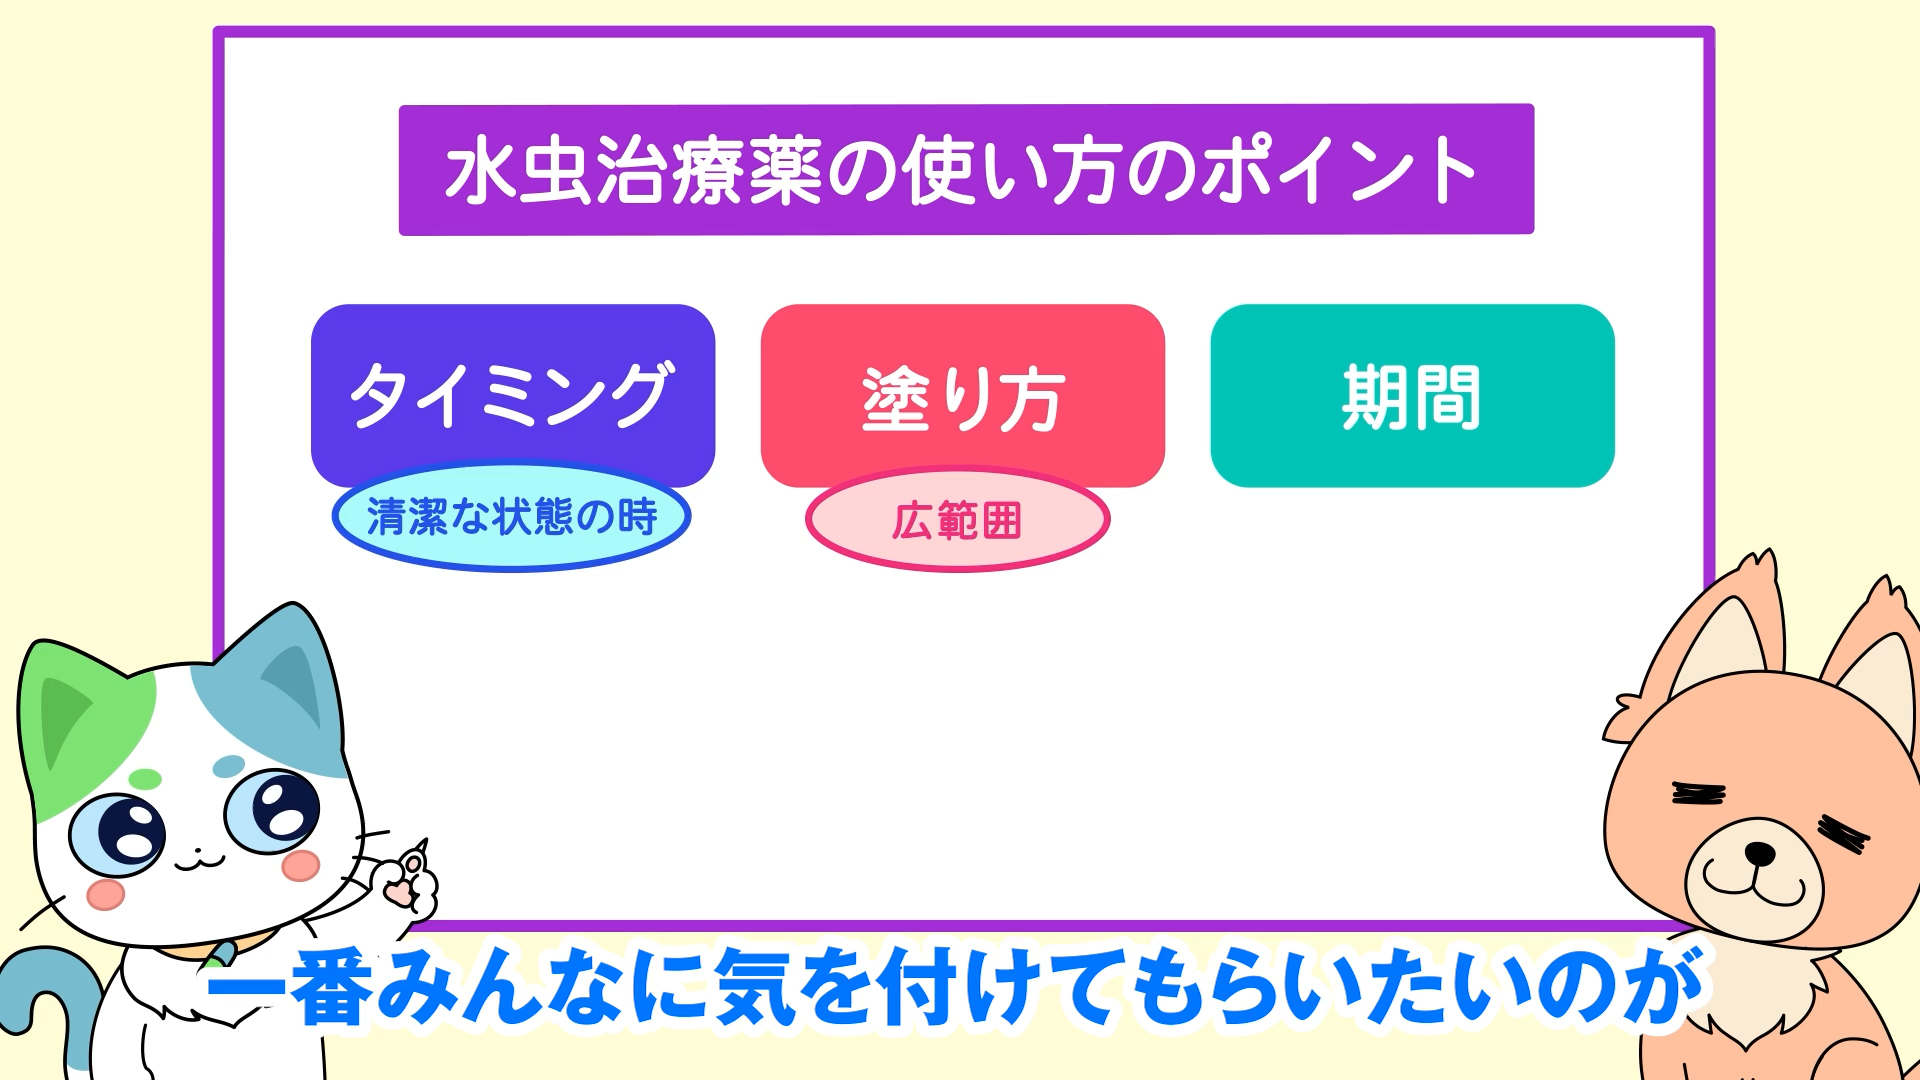 水虫治療薬の使い方のポイント
タイミング
清潔な状態の時
塗り方
広範囲
期間
一番みんなに気を付けてもらいたいのが